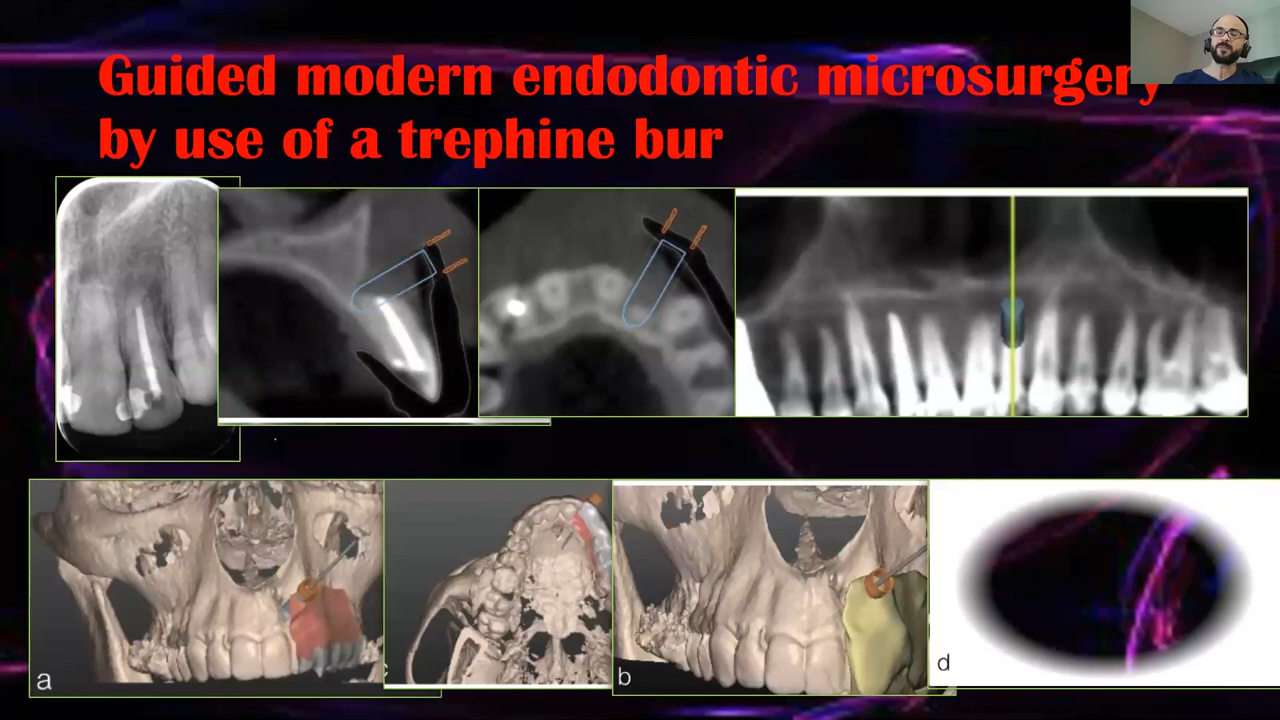 Guided modern endodontic microsurgery
by use of a trephine bur
a
b
d